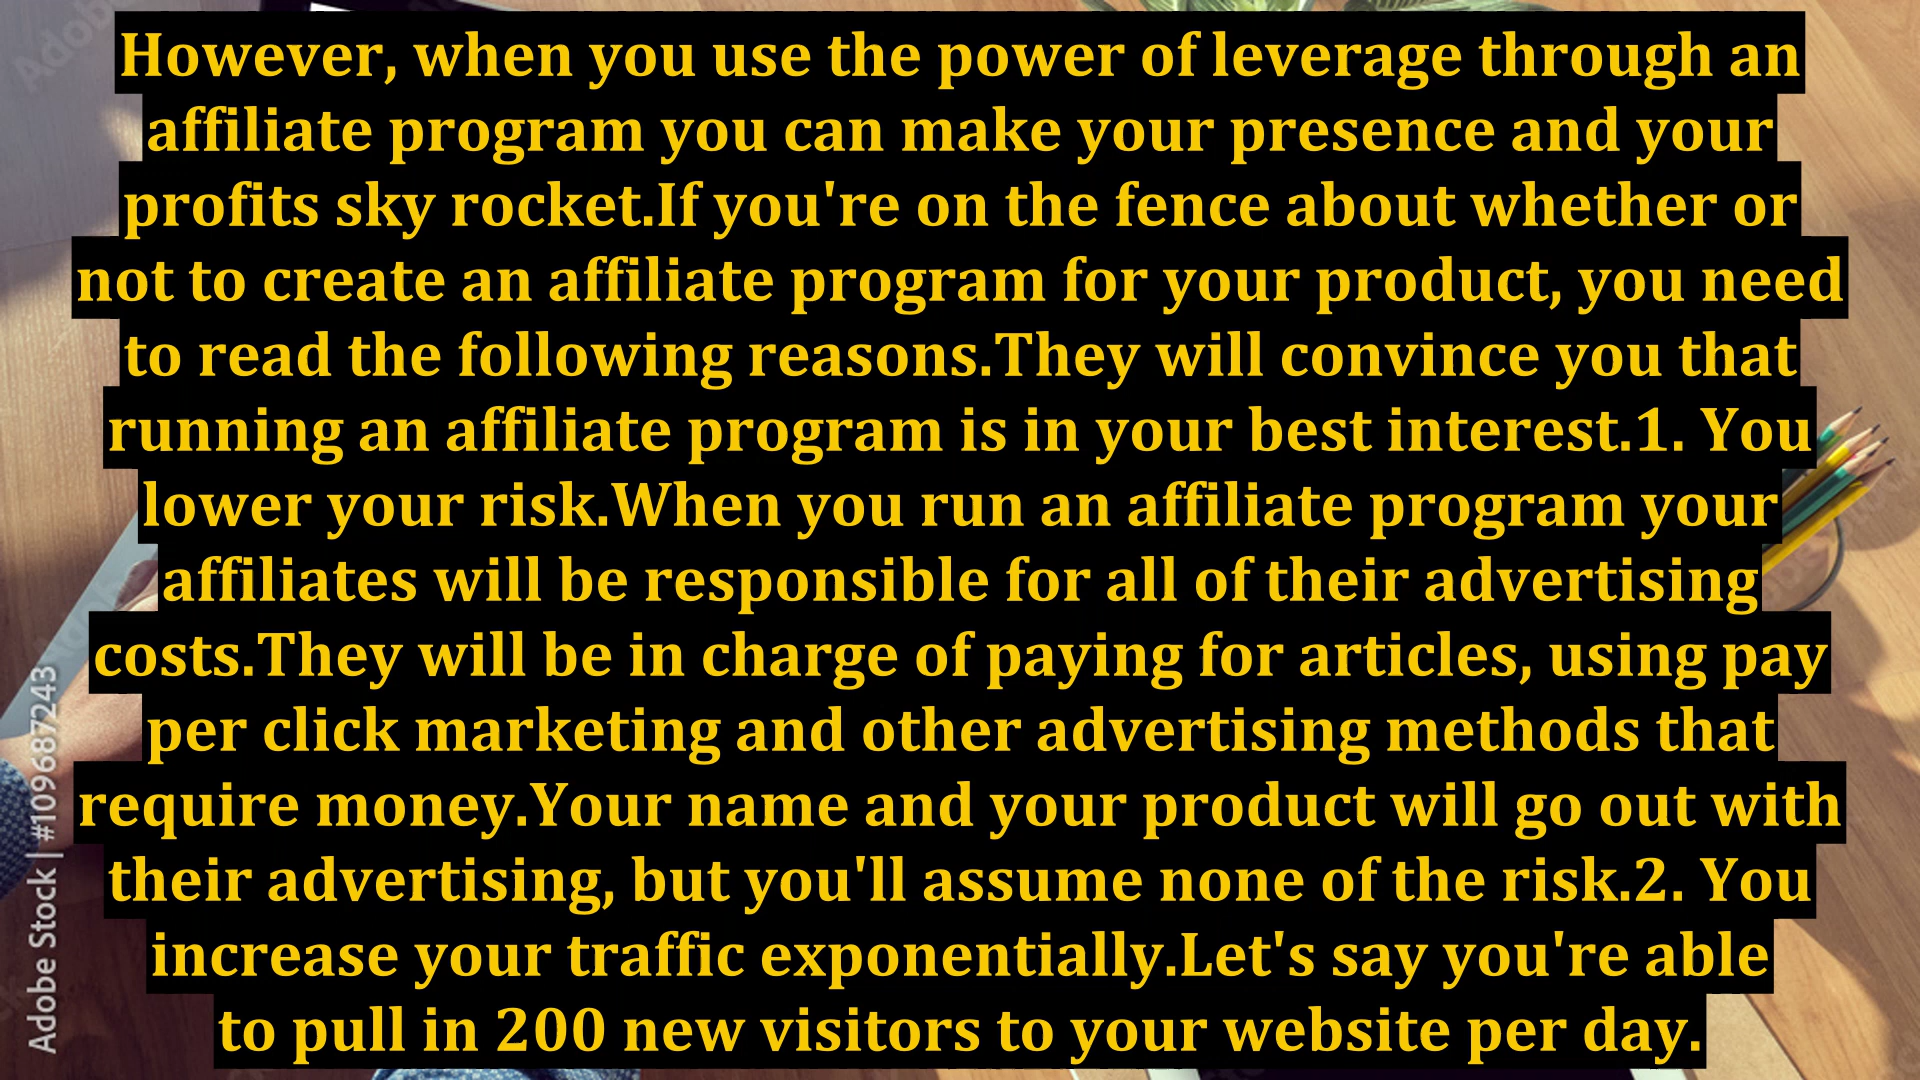 However, when you use the power of leverage through an
affiliate program you can make your presence and your
profits sky rocket.If you're on the fence about whether or
not to create an affiliate program for your product, you need
to read the following reasons.They will convince you that
running an affiliate program is in your best interest.1. You
lower your risk.When you run an affiliate program your
affiliates will be responsible for all of their advertising
costs.They will be in charge of paying for articles, using pay
per click marketing and other advertising methods that
require money.Your name and your product will go out with
their advertising, but you'll assume none of the risk.2. You
increase your traffic exponentially.Let's say you're able
to pull in 200 new visitors to your website per day.
Adobe Stock | #109687243